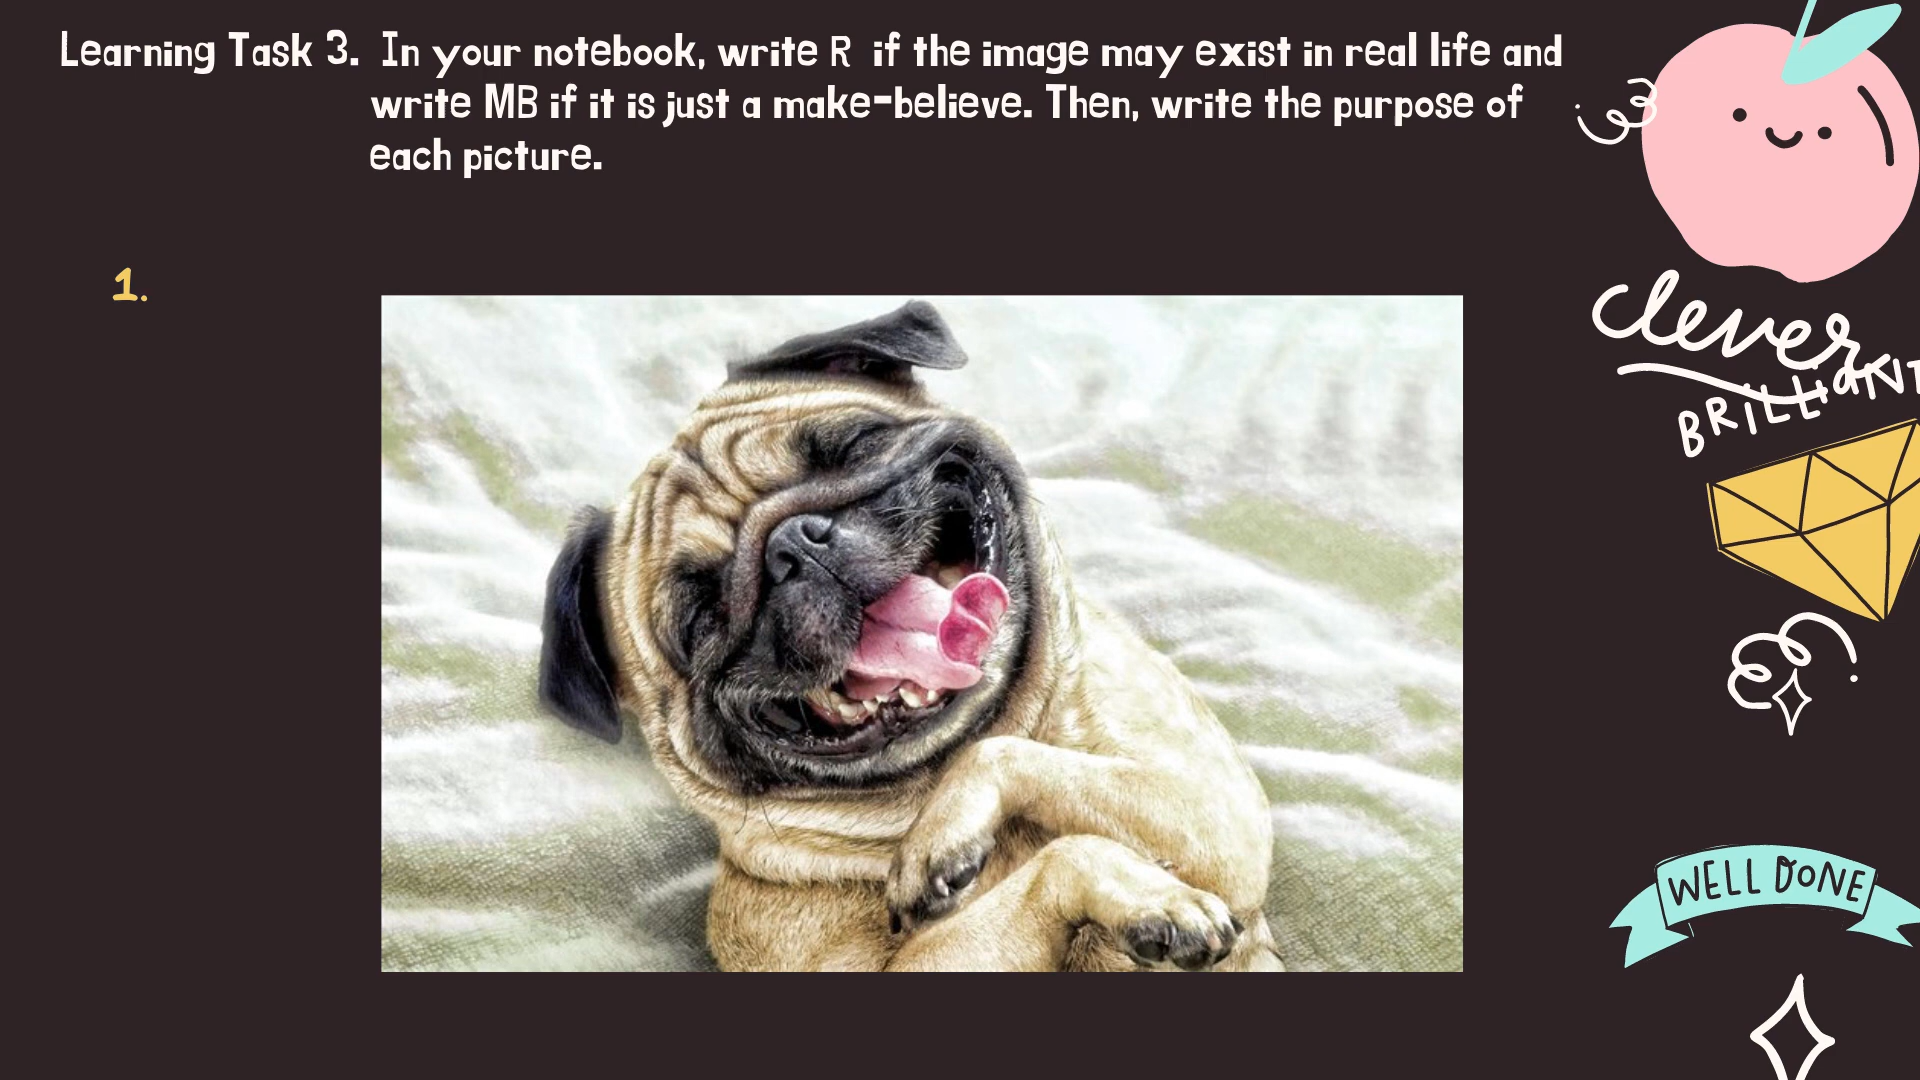 Learning Task 3. In your notebook, write R if the image may exist in real life and
write MB if it is just a make-believe. Then, write the purpose of
each picture.
1.
clever
BRILLIANT
WELL DONE